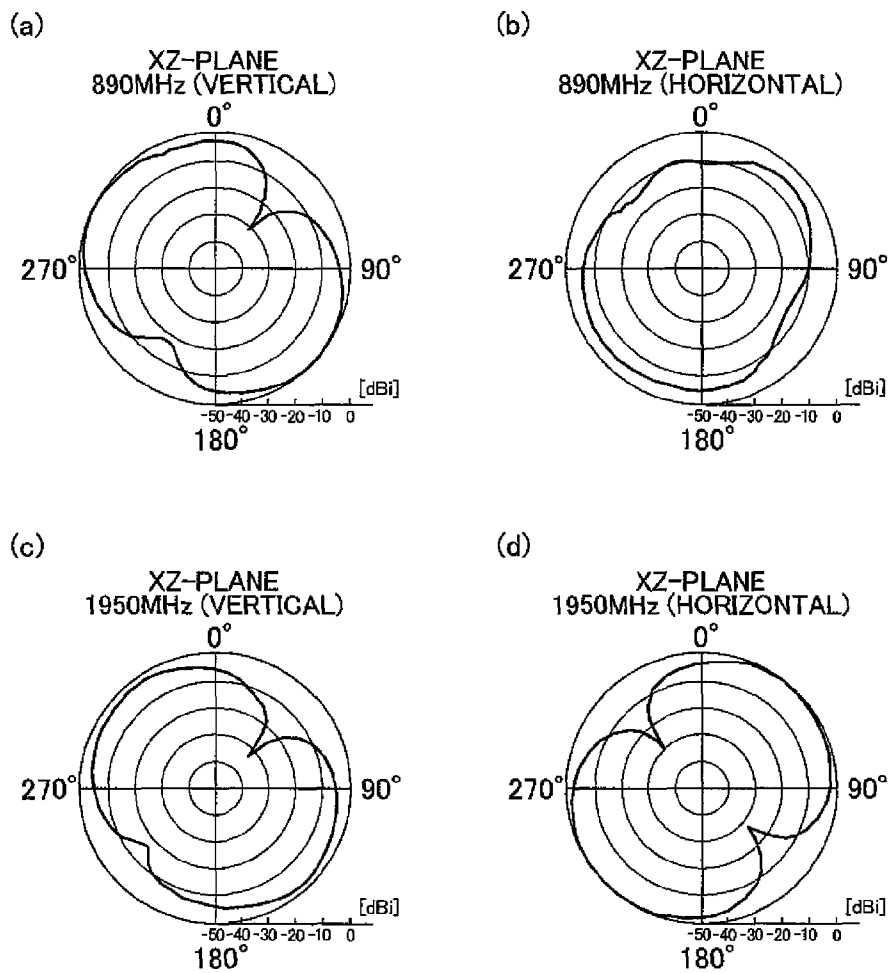 (a)
XZ-PLANE
890MHz (VERTICAL)
0°
270°
90°
[dBi]
-50 -40 -30 -20 -10 0
180°
(b)
XZ-PLANE
890MHz (HORIZONTAL)
0°
270°
90°
[dBi]
-50 -40 -30 -20 -10 0
180°
(c)
XZ-PLANE
1950MHz (VERTICAL)
0°
270°
90°
[dBi]
-50 -40 -30 -20 -10 0
180°
(d)
XZ-PLANE
1950MHz (HORIZONTAL)
0°
270°
90°
[dBi]
-50 -40 -30 -20 -10 0
180°